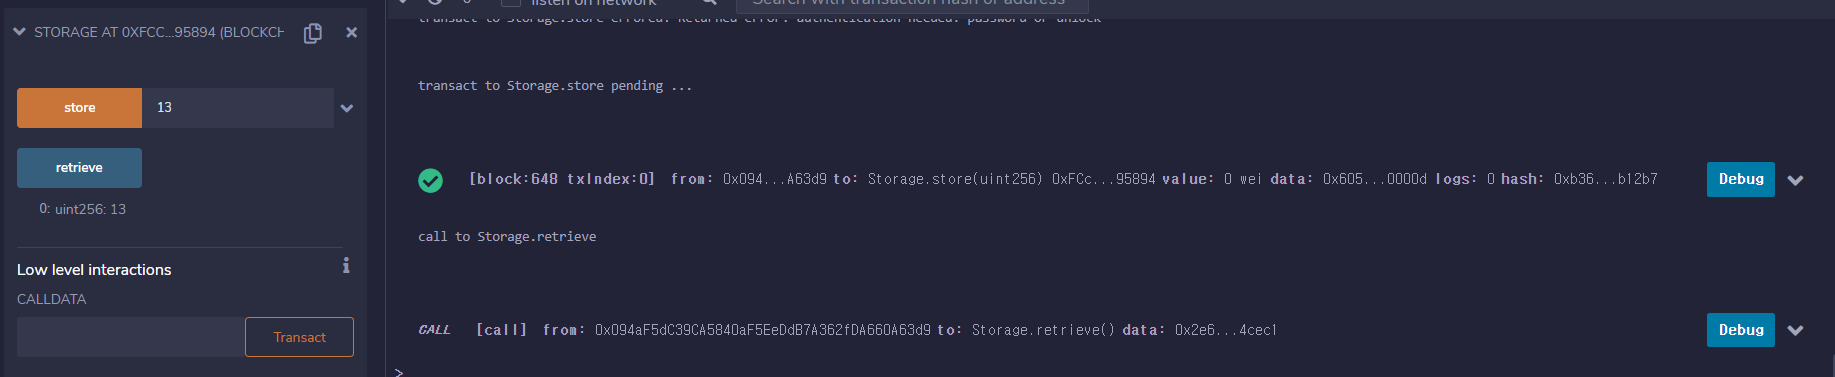 STORAGE AT 0XFCC...95894 (BLOCKCH
store
13
retrieve
0: uint256: 13
Low level interactions
CALLDATA
Transact
0 listen on network Search with transaction hash or address
transact to Storage.store errored: Returned error: authentication needed: password or unlock
transact to Storage.store pending ...
[block:648 txIndex:0] from: 0x094...A63d9 to: Storage.store(uint256) 0xFCc...95894 value: 0 wei data: 0x605...0000d logs: 0 hash: 0xb36...b12b7
Debug
call to Storage.retrieve
CALL [call] from: 0x094aF5dC39CA5840aF5EeDdB7A362fDA660A63d9 to: Storage.retrieve() data: 0x2e6...4cec1
Debug
>